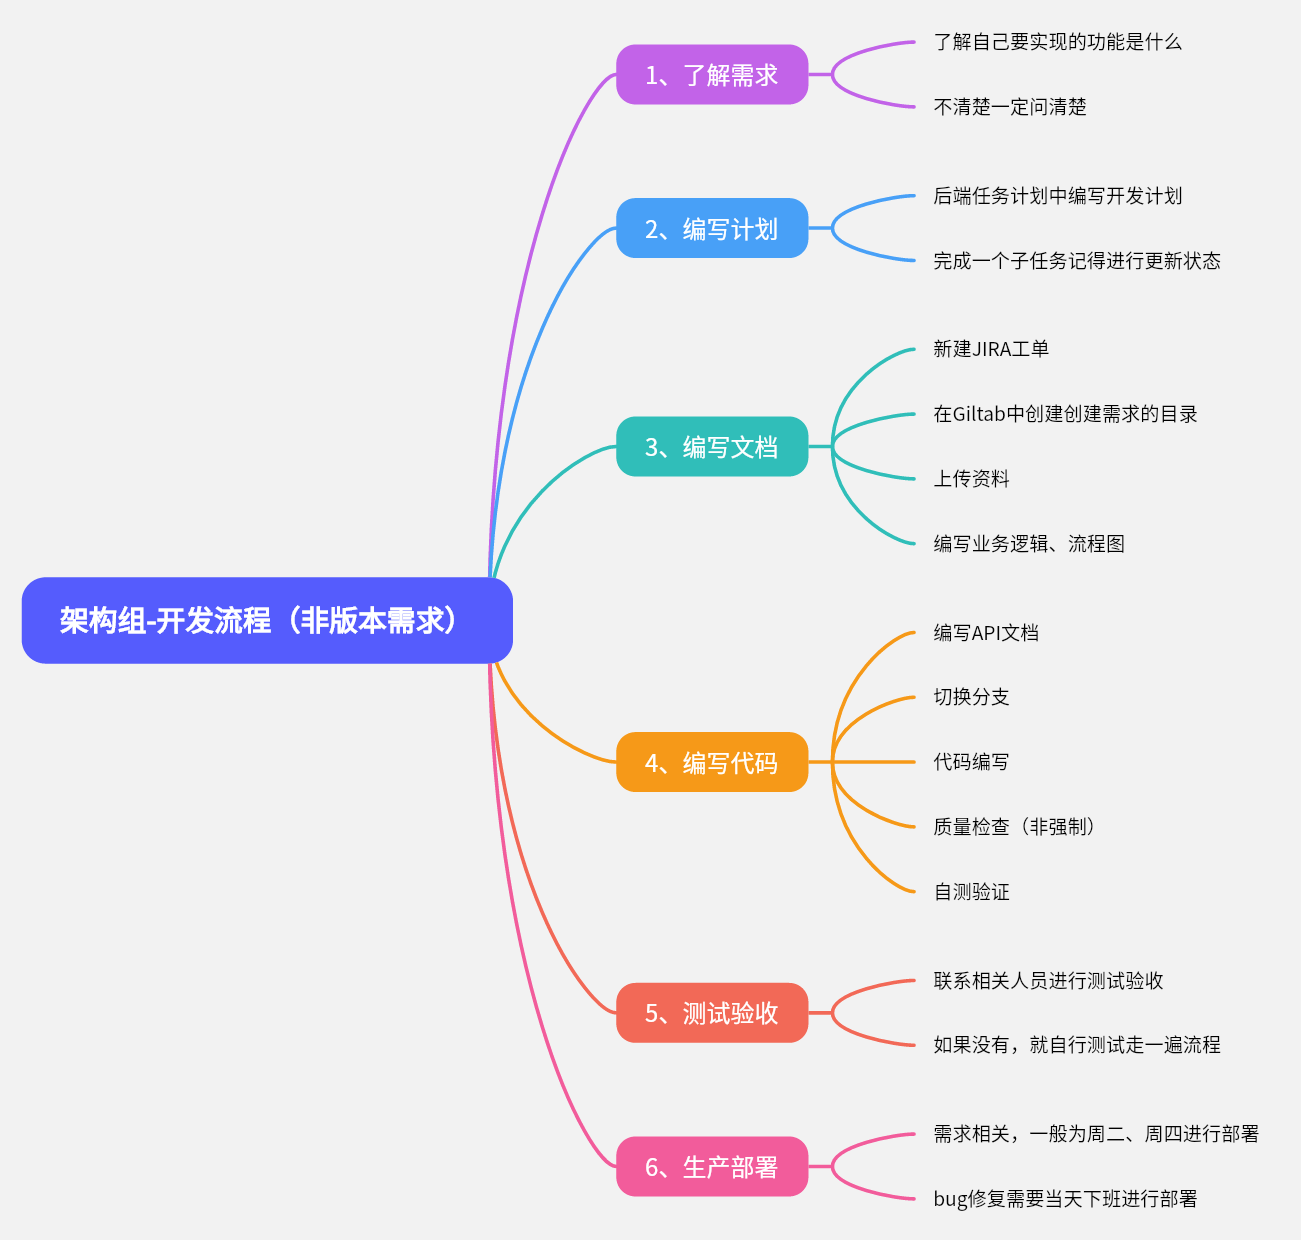 架构组-开发流程（非版本需求）
1、了解需求
了解自己要实现的功能是什么
不清楚一定问清楚
2、编写计划
后端任务计划中编写开发计划
完成一个子任务记得进行更新状态
3、编写文档
新建JIRA工单
在Giltab中创建创建需求的目录
上传资料
编写业务逻辑、流程图
4、编写代码
编写API文档
切换分支
代码编写
质量检查（非强制）
自测验证
5、测试验收
联系相关人员进行测试验收
如果没有，就自行测试走一遍流程
6、生产部署
需求相关，一般为周二、周四进行部署
bug修复需要当天下班进行部署